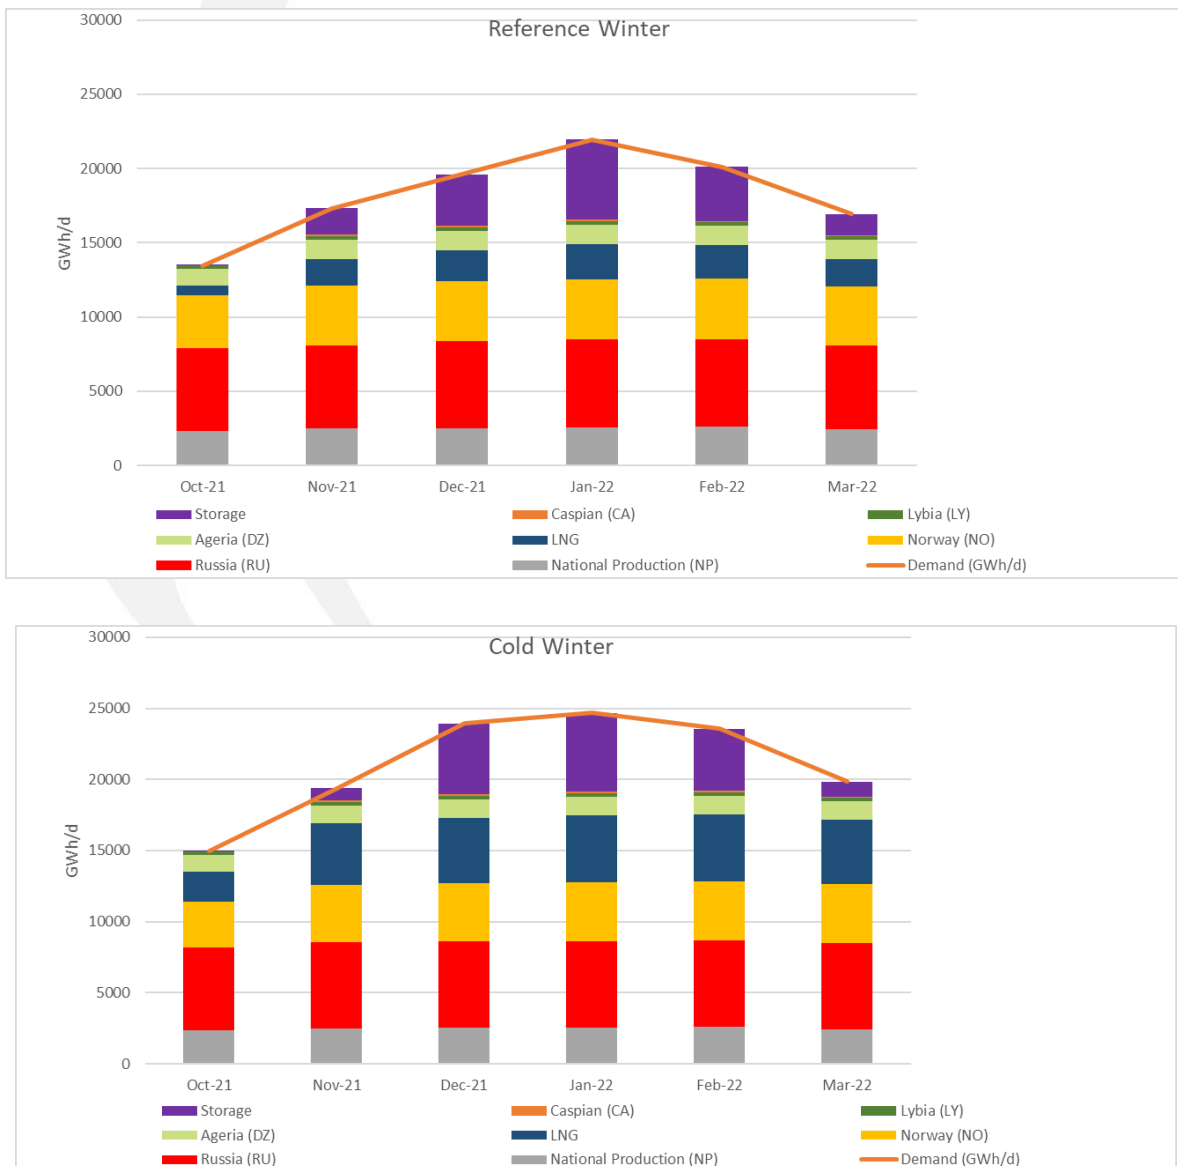 Reference Winter
30000
25000
20000
15000
10000
5000
0
GWh/d
Oct-21 Nov-21 Dec-21 Jan-22 Feb-22 Mar-22
Storage Caspian (CA) Lybia (LY)
Ageria (DZ) LNG Norway (NO)
Russia (RU) National Production (NP) Demand (GWh/d)
Cold Winter
30000
25000
20000
15000
10000
5000
0
GWh/d
Oct-21 Nov-21 Dec-21 Jan-22 Feb-22 Mar-22
Storage Caspian (CA) Lybia (LY)
Ageria (DZ) LNG Norway (NO)
Russia (RU) National Production (NP) Demand (GWh/d)